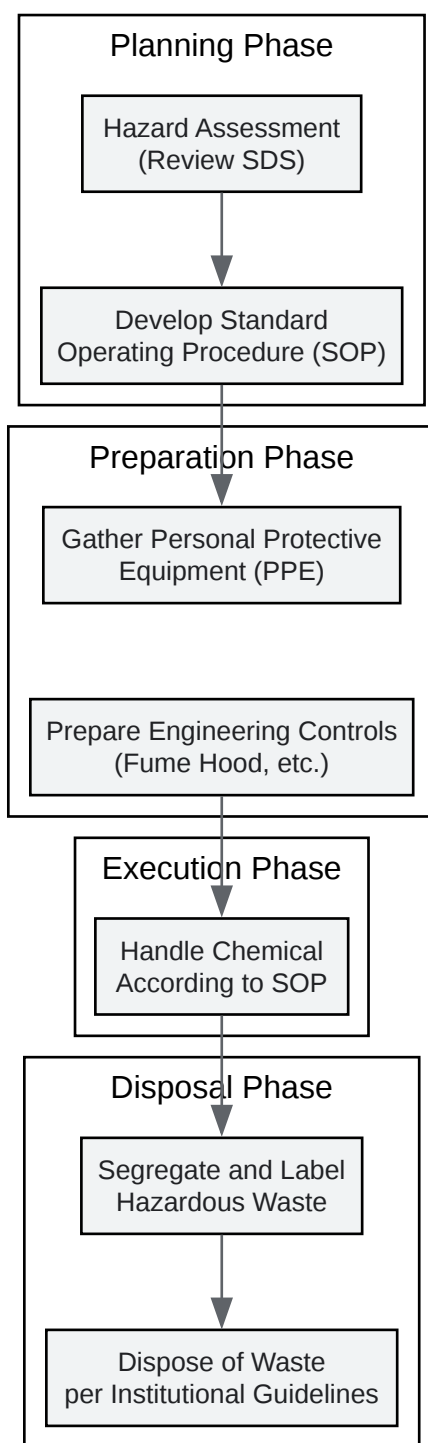 Planning Phase
Hazard Assessment
(Review SDS)
Develop Standard
Operating Procedure (SOP)
Preparation Phase
Gather Personal Protective
Equipment (PPE)
Prepare Engineering Controls
(Fume Hood, etc.)
Execution Phase
Handle Chemical
According to SOP
Disposal Phase
Segregate and Label
Hazardous Waste
Dispose of Waste
per Institutional Guidelines